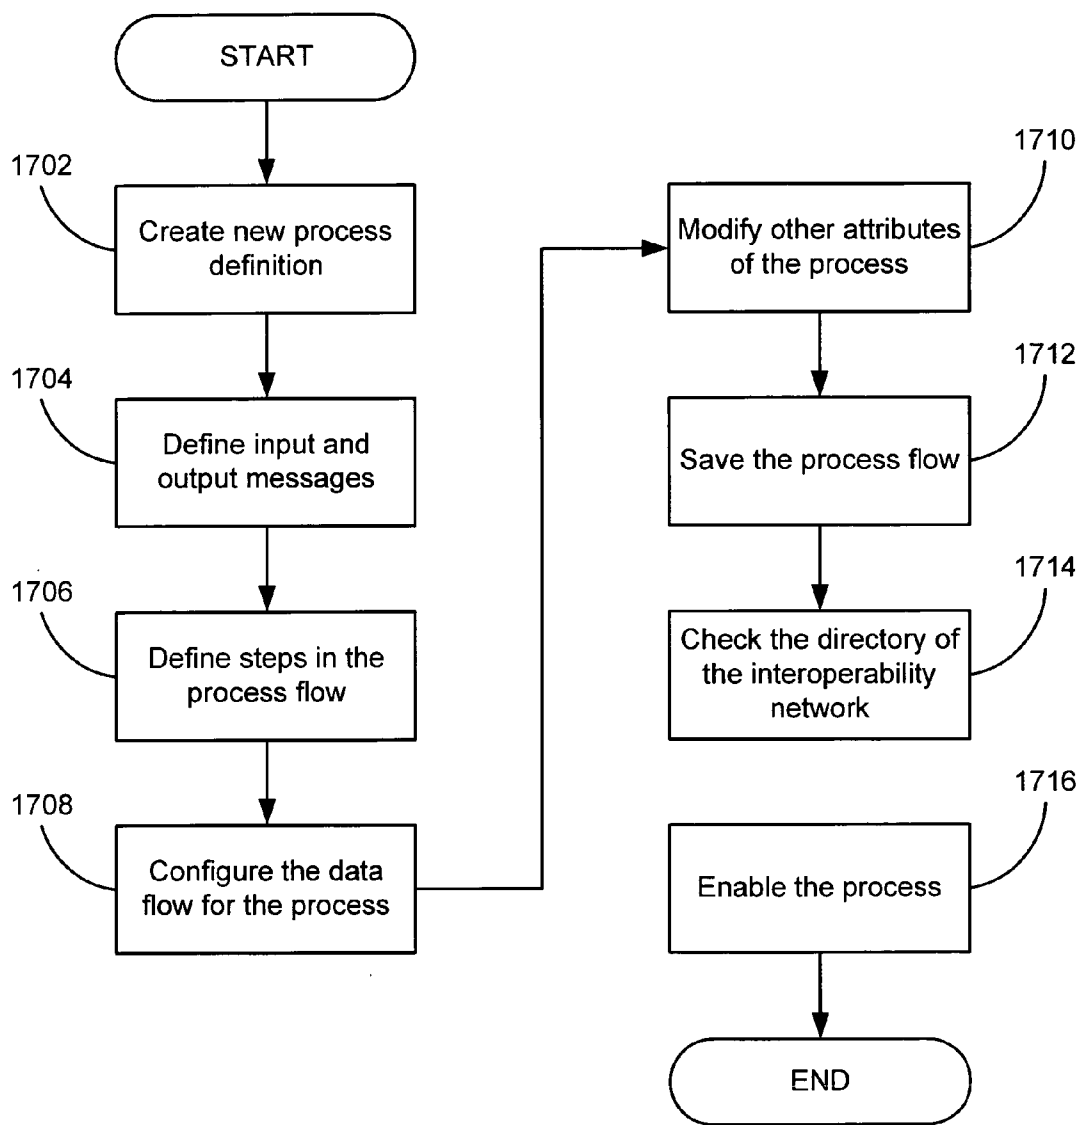 START
1702
Create new process
definition
1704
Define input and
output messages
1706
Define steps in the
process flow
1708
Configure the data
flow for the process
1710
Modify other attributes
of the process
1712
Save the process flow
1714
Check the directory of
the interoperability
network
1716
Enable the process
END